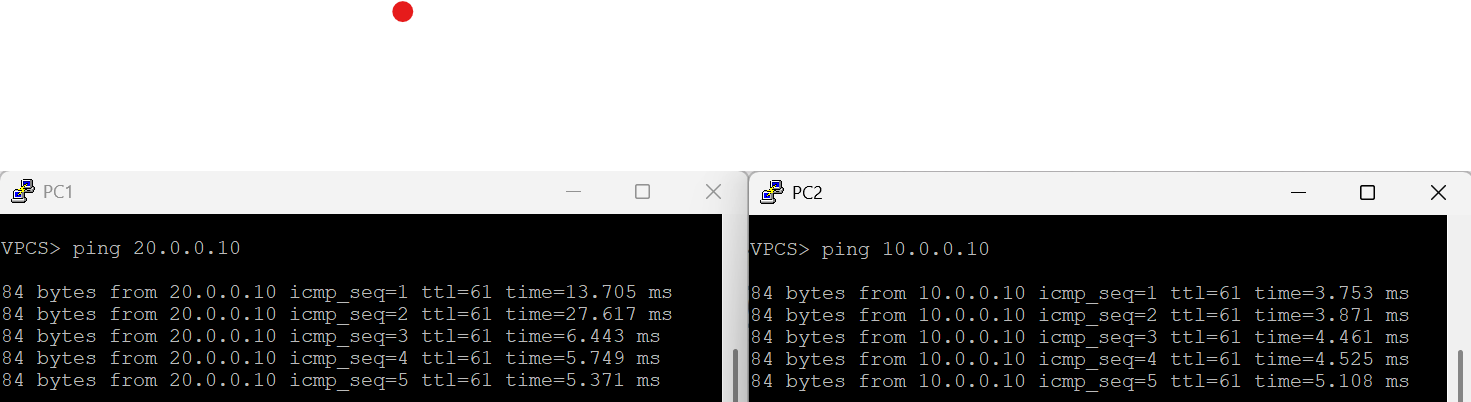 PC1
VPCS> ping 20.0.0.10
84 bytes from 20.0.0.10 icmp_seq=1 ttl=61 time=13.705 ms
84 bytes from 20.0.0.10 icmp_seq=2 ttl=61 time=27.617 ms
84 bytes from 20.0.0.10 icmp_seq=3 ttl=61 time=6.443 ms
84 bytes from 20.0.0.10 icmp_seq=4 ttl=61 time=5.749 ms
84 bytes from 20.0.0.10 icmp_seq=5 ttl=61 time=5.371 ms
PC2
VPCS> ping 10.0.0.10
84 bytes from 10.0.0.10 icmp_seq=1 ttl=61 time=3.753 ms
84 bytes from 10.0.0.10 icmp_seq=2 ttl=61 time=3.871 ms
84 bytes from 10.0.0.10 icmp_seq=3 ttl=61 time=4.461 ms
84 bytes from 10.0.0.10 icmp_seq=4 ttl=61 time=4.525 ms
84 bytes from 10.0.0.10 icmp_seq=5 ttl=61 time=5.108 ms